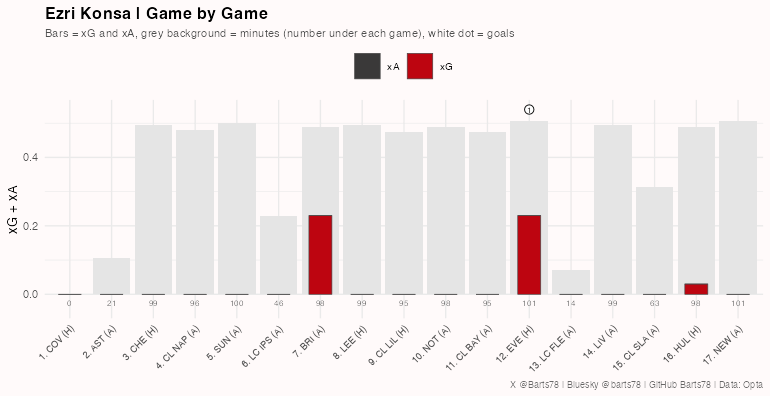 Ezri Konsa | Game by Game
Bars = xG and xA, grey background = minutes (number under each game), white dot = goals
xA xG
1
xG + xA
0.4
0.2
0.0
0 21 99 96 100 46 98 99 95 98 95 101 14 99 63 98 101
1. COV (H)
2. AST (A)
3. CHE (H)
4. CL NAP (A)
5. SUN (A)
6. LC IPS (A)
7. BRI (A)
8. LEE (H)
9. CL LIL (H)
10. NOT (A)
11. CL BAY (A)
12. EVE (H)
13. LC FLE (A)
14. LIV (A)
15. CL SLA (A)
16. HUL (H)
17. NEW (A)
X @Barts78 | Bluesky @barts78 | GitHub Barts78 | Data: Opta